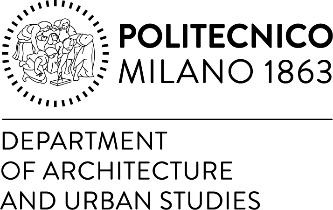 POLITECNICO
MILANO 1863
DEPARTMENT
OF ARCHITECTURE
AND URBAN STUDIES